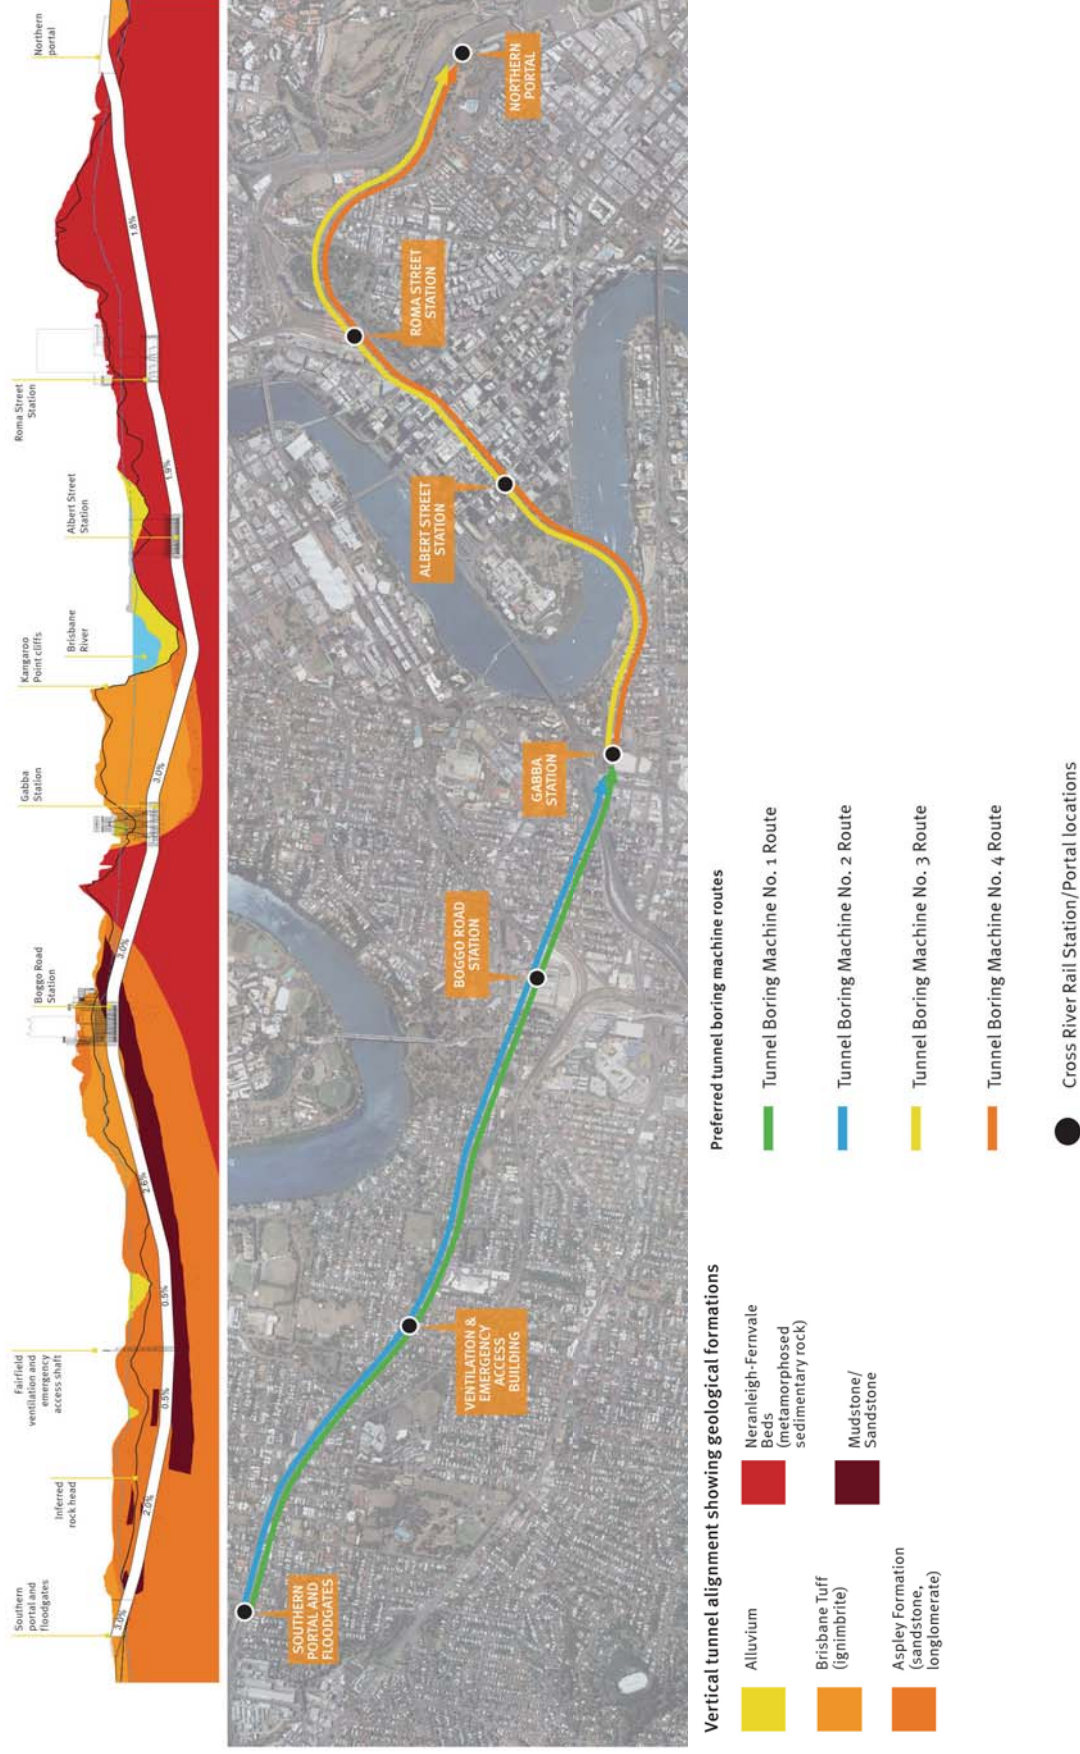 Southern
portal and
floodgates
Inferred
rock head
Fairfield
ventilation and
emergency
access shaft
Boggo Road
Station
Gabba
Station
Kangaroo
Point cliffs
Brisbane
River
Albert Street
Station
Roma Street
Station
Northern
portal
3.0%
2.0%
0.5%
0.5%
2.6%
3.0%
3.0%
1.9%
1.8%
SOUTHERN
PORTAL AND
FLOODGATES
VENTILATION &
EMERGENCY
ACCESS
BUILDING
BOGGO ROAD
STATION
GABBA
STATION
ALBERT STREET
STATION
ROMA STREET
STATION
NORTHERN
PORTAL
Vertical tunnel alignment showing geological formations
Alluvium
Brisbane Tuff
(ignimbrite)
Aspley Formation
(sandstone,
longlomerate)
Neranleigh-Fernvale
Beds
(metamorphosed
sedimentary rock)
Mudstone/
Sandstone
Preferred tunnel boring machine routes
Tunnel Boring Machine No. 1 Route
Tunnel Boring Machine No. 2 Route
Tunnel Boring Machine No. 3 Route
Tunnel Boring Machine No. 4 Route
Cross River Rail Station/Portal locations